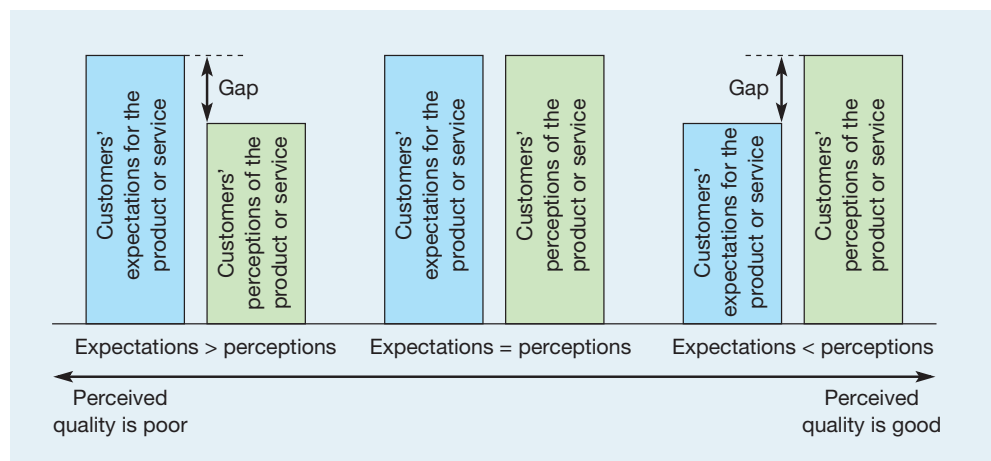 Customers'
expectations for the
product or service
Gap
Customers'
perceptions of the
product or service
Customers'
expectations for the
product or service
Customers'
perceptions of the
product or service
Customers'
expectations for the
product or service
Gap
Customers'
perceptions of the
product or service
Expectations > perceptions
Expectations = perceptions
Expectations < perceptions
Perceived
quality is poor
Perceived
quality is good